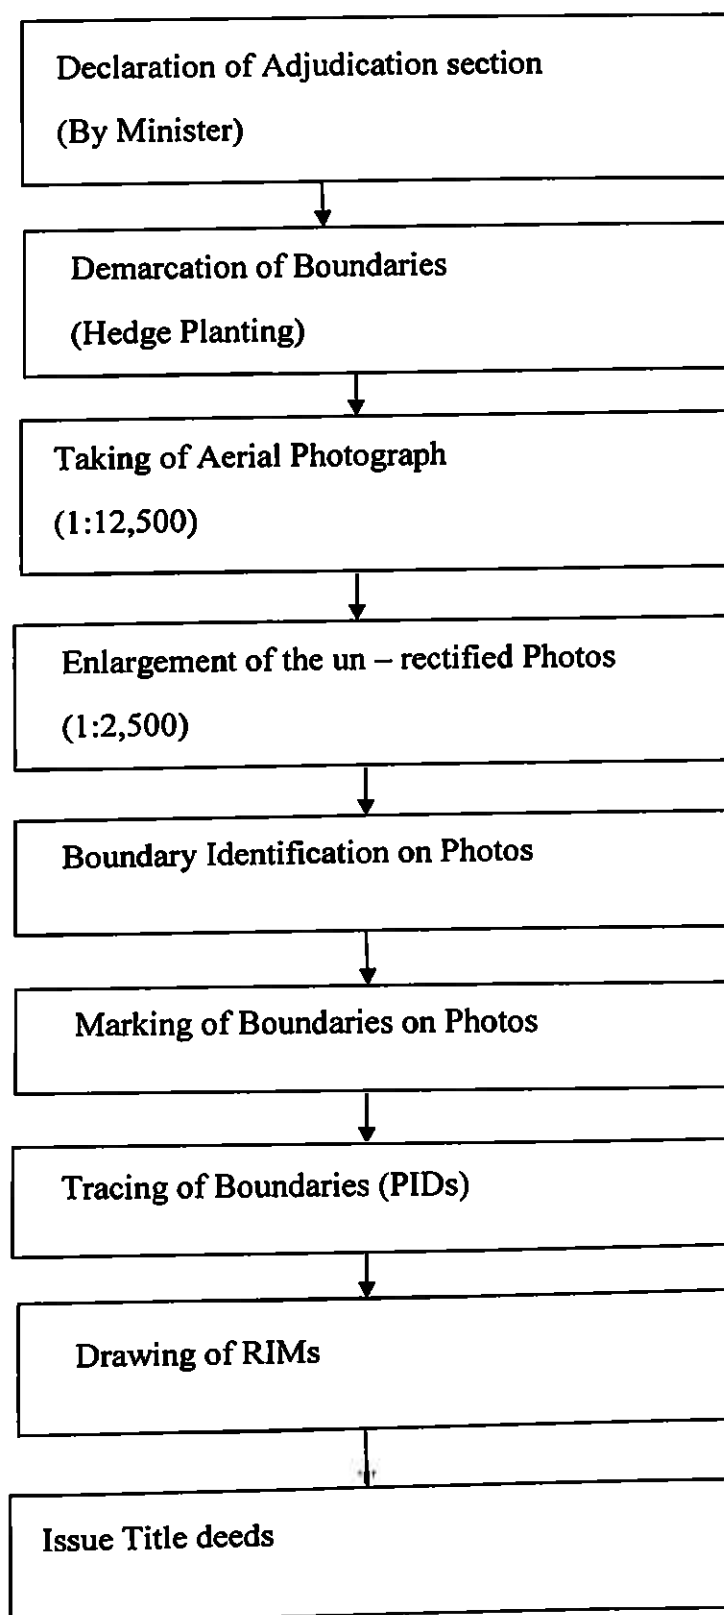 Declaration of Adjudication section
(By Minister)
Demarcation of Boundaries
(Hedge Planting)
Taking of Aerial Photograph
(1:12,500)
Enlargement of the un – rectified Photos
(1:2,500)
Boundary Identification on Photos
Marking of Boundaries on Photos
Tracing of Boundaries (PIDs)
Drawing of RIMs
Issue Title deeds